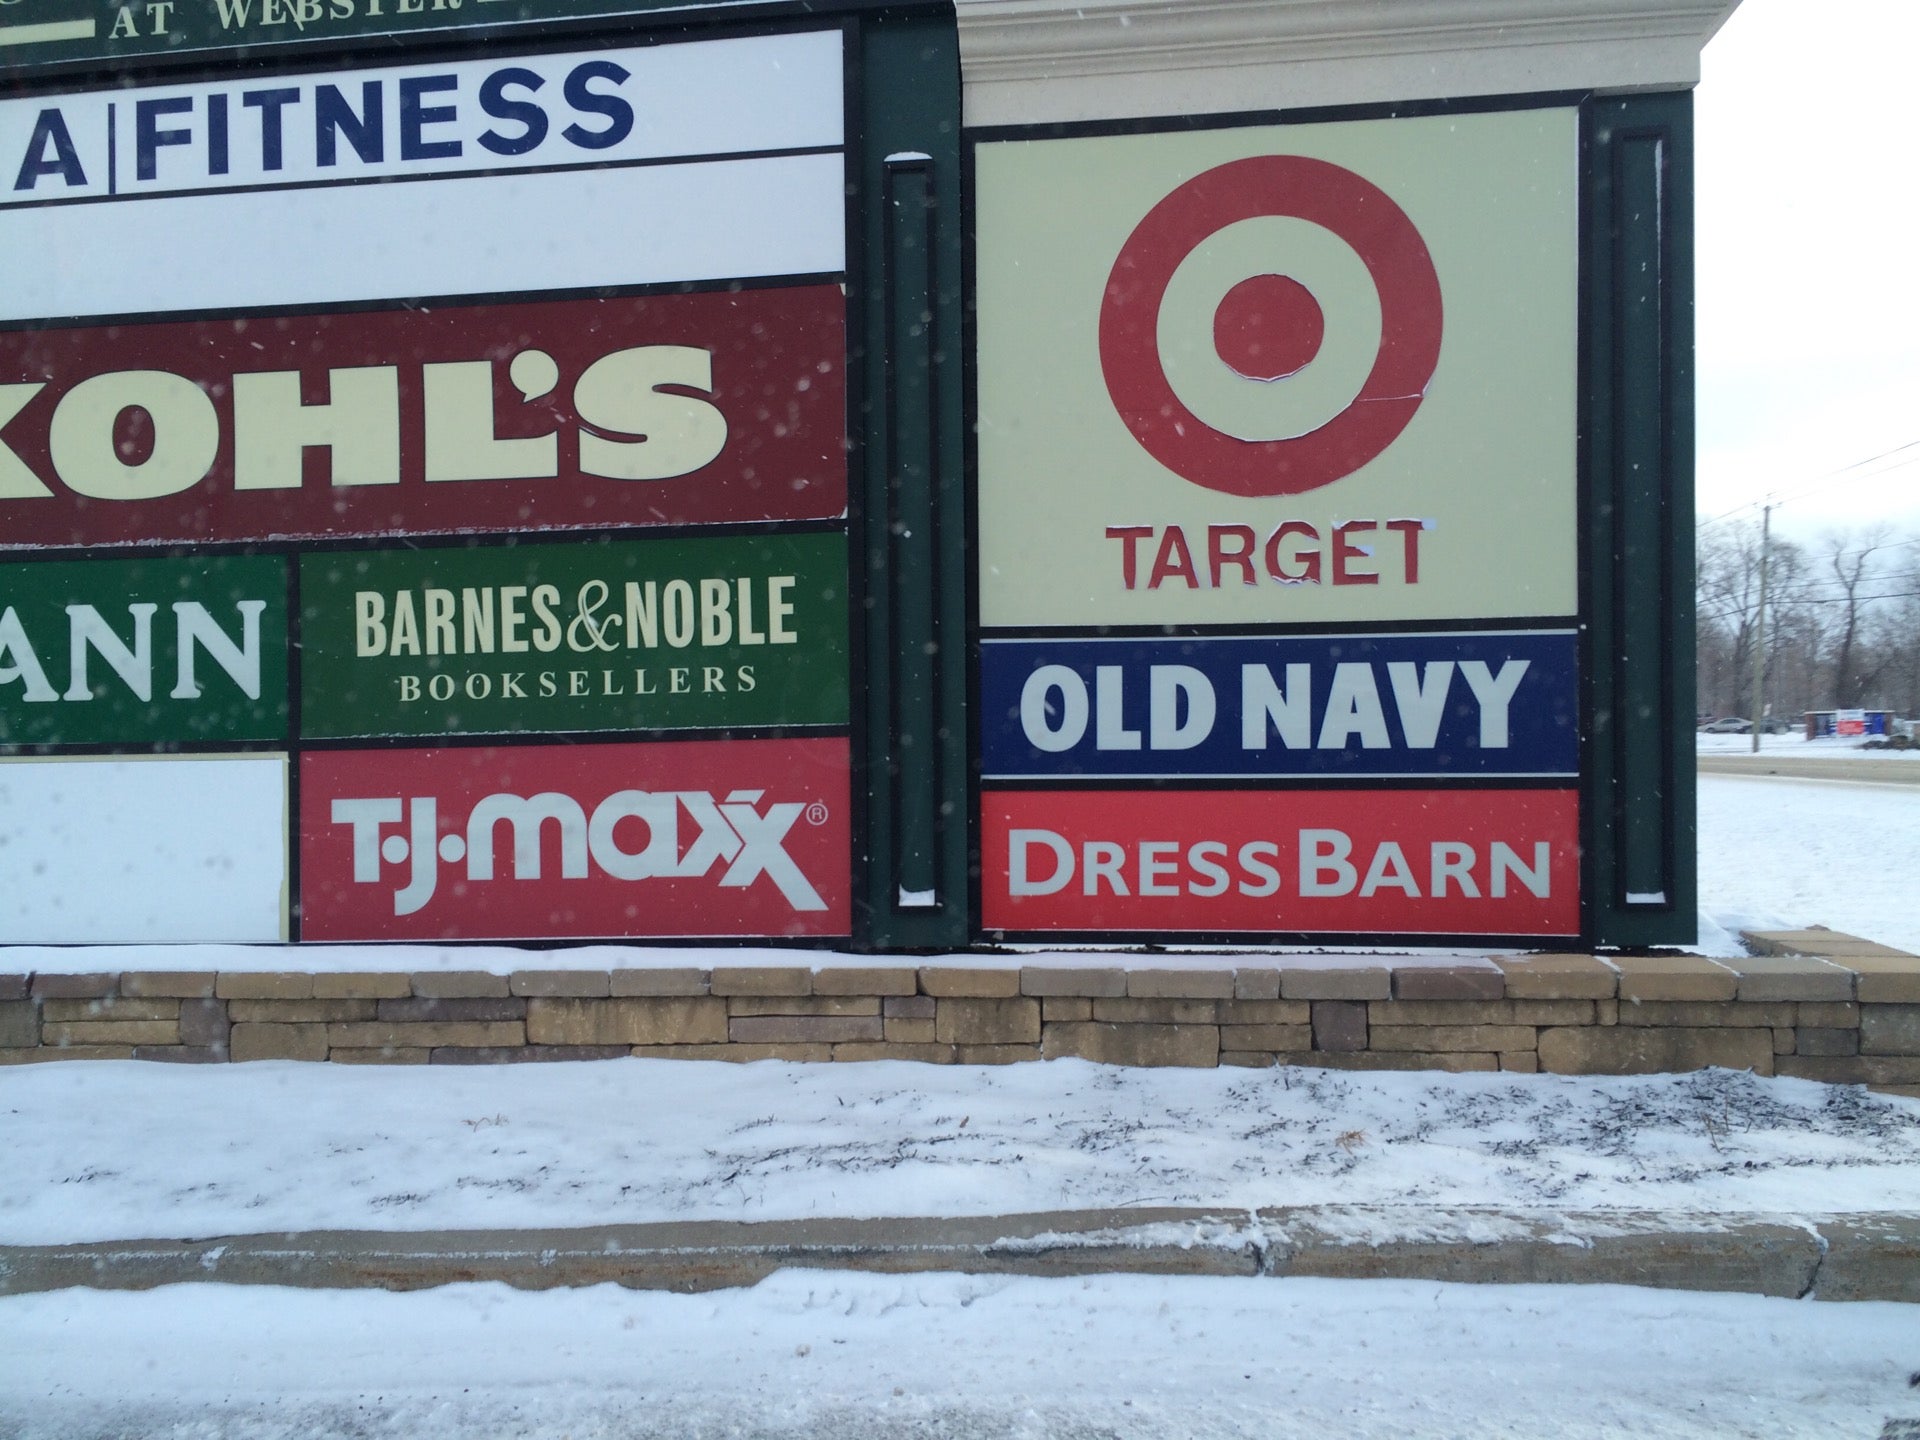 AT WEBSTER
A|FITNESS
KOHL'S
ANN
BARNES & NOBLE
BOOKSELLERS
T·J·maxx®
TARGET
OLD NAVY
DRESS BARN